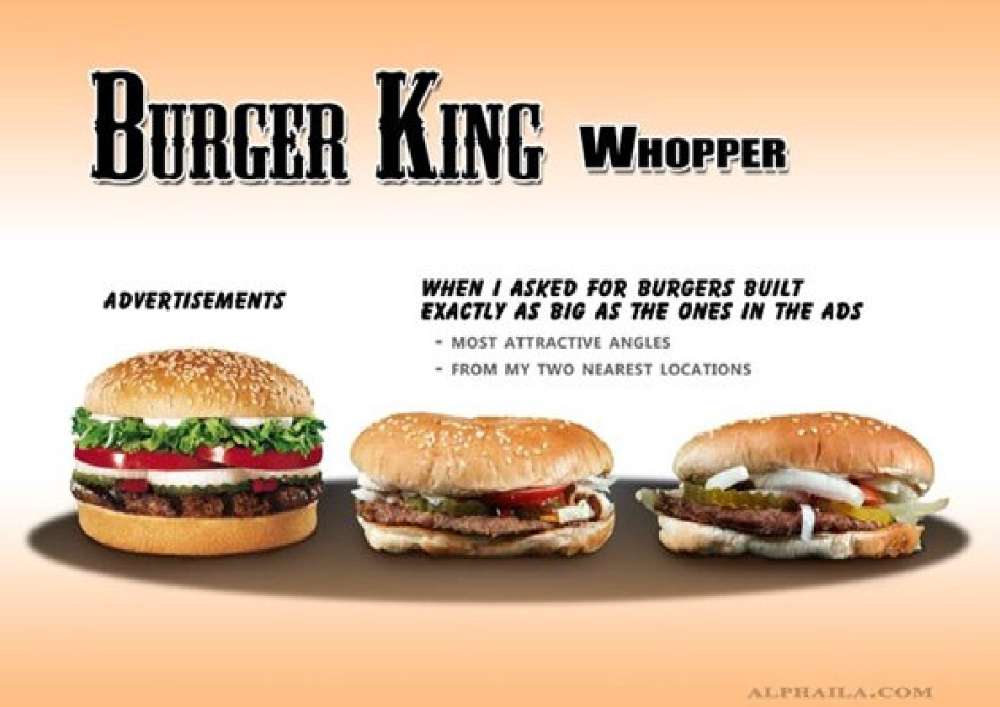 BURGER KING WHOPPER
ADVERTISEMENTS
WHEN I ASKED FOR BURGERS BUILT
EXACTLY AS BIG AS THE ONES IN THE ADS
- MOST ATTRACTIVE ANGLES
- FROM MY TWO NEAREST LOCATIONS
ALPHAILA.COM